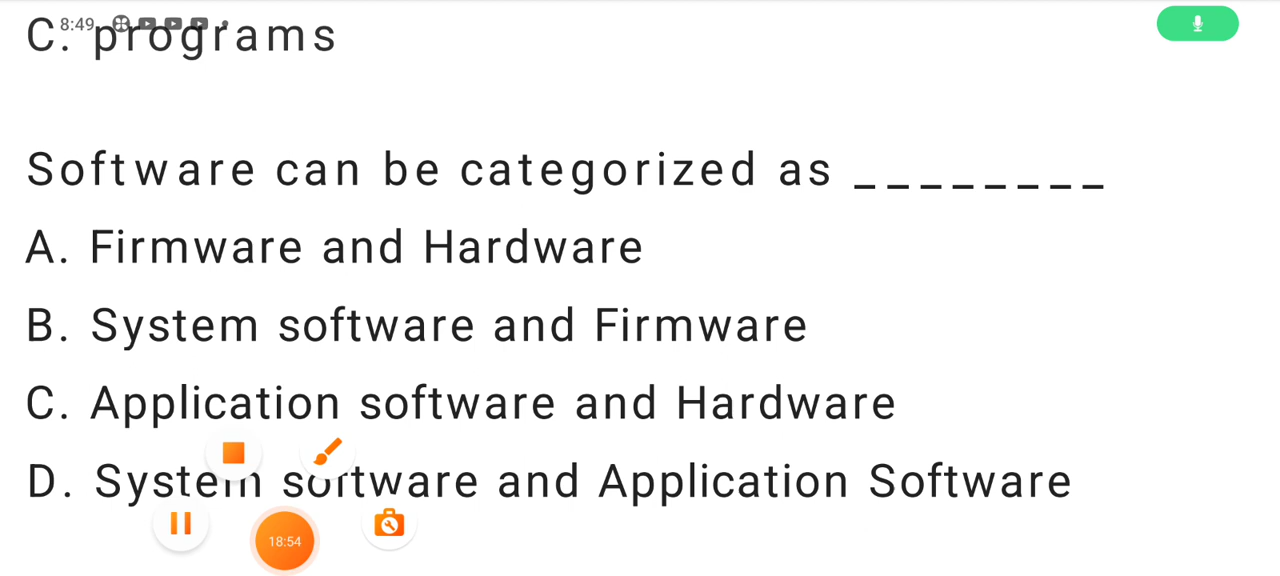 8:49
C. programs
Software can be categorized as ________
A. Firmware and Hardware
B. System software and Firmware
C. Application software and Hardware
D. System software and Application Software
18:54